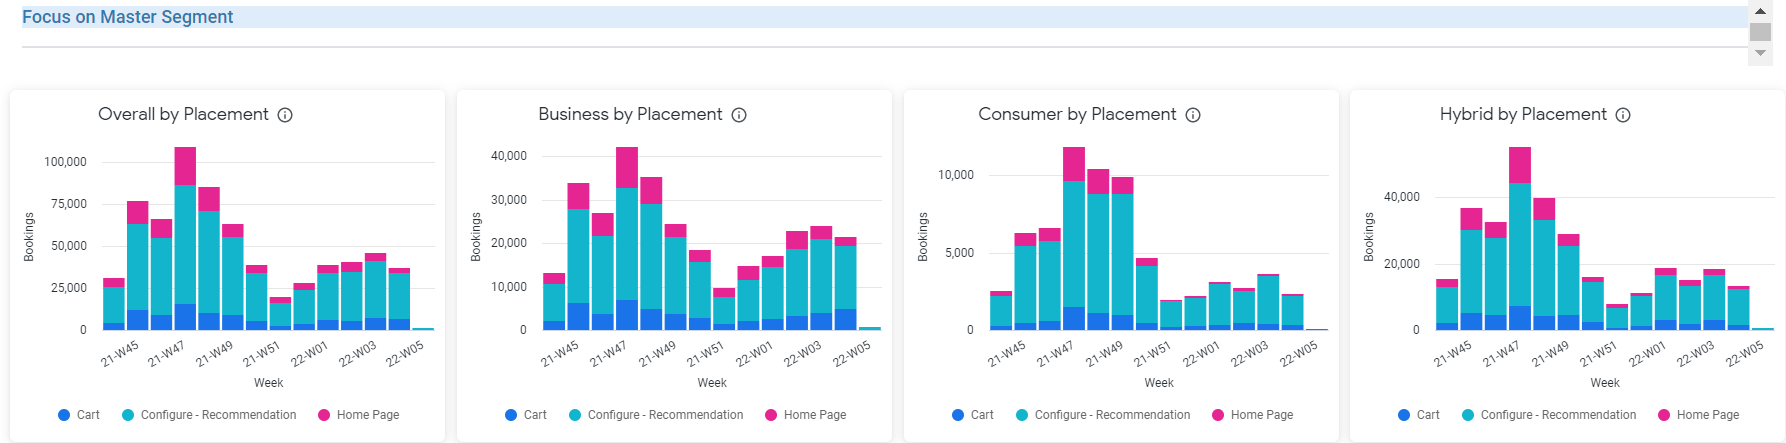 Focus on Master Segment
Overall by Placement
Bookings
100,000
75,000
50,000
25,000
0
21-W45
21-W47
21-W49
21-W51
22-W01
22-W03
22-W05
Week
Cart
Configure - Recommendation
Home Page
Business by Placement
Bookings
40,000
30,000
20,000
10,000
0
21-W45
21-W47
21-W49
21-W51
22-W01
22-W03
22-W05
Week
Cart
Configure - Recommendation
Home Page
Consumer by Placement
Bookings
10,000
5,000
0
21-W45
21-W47
21-W49
21-W51
22-W01
22-W03
22-W05
Week
Cart
Configure - Recommendation
Home Page
Hybrid by Placement
Bookings
40,000
20,000
0
21-W45
21-W47
21-W49
21-W51
22-W01
22-W03
22-W05
Week
Cart
Configure - Recommendation
Home Page